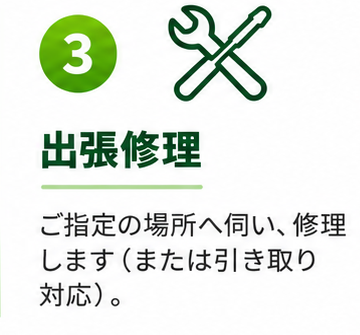 3
出張修理
ご指定の場所へ伺い、修理
します（または引き取り
対応）。